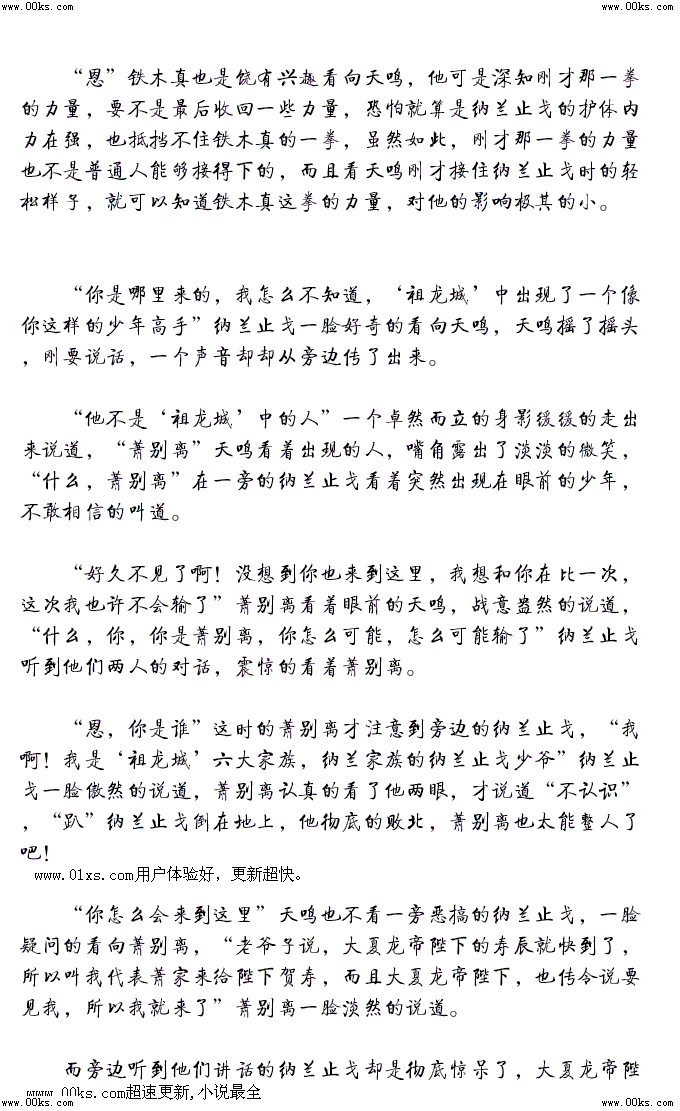 www.00ks.com www.00ks.com
“恩”铁木真也是饶有兴趣看向天鸣，他可是深知刚才那一拳
的力量，要不是最后收回一些力量，恐怕就算是纳兰止戈的护体内
力在强，也抵挡不住铁木真的一拳，虽然如此，刚才那一拳的力量
也不是普通人能够接得下的，而且看天鸣刚才接住纳兰止戈时的轻
松样子，就可以知道铁木真这拳的力量，对他的影响极其的小。
“你是哪里来的，我怎么不知道，‘祖龙城’中出现了一个像
你这样的少年高手”纳兰止戈一脸好奇的看向天鸣，天鸣摇了摇头
，刚要说话，一个声音却却从旁边传了出来。
“他不是‘祖龙城’中的人”一个卓然而立的身影缓缓的走出
来说道，“萧别离”天鸣看着出现的人，嘴角露出了淡淡的微笑，
“什么，萧别离”在一旁的纳兰止戈看着突然出现在眼前的少年，
不敢相信的叫道。
“好久不见了啊！没想到你也来到这里，我想和你在比一次，
这次我也许不会输了”萧别离看着眼前的天鸣，战意盎然的说道，
“什么，你，你是萧别离，你怎么可能，怎么可能输了”纳兰止戈
听到他们两人的对话，震惊的看着萧别离。
“恩，你是谁”这时的萧别离才注意到旁边的纳兰止戈，“我
啊！我是‘祖龙城’六大家族，纳兰家族的纳兰止戈少爷”纳兰止
戈一脸傲然的说道，萧别离认真的看了他两眼，才说道“不认识”
，“趴”纳兰止戈倒在地上，他彻底的败北，萧别离也太能整人了
吧！
www.01xs.com用户体验好，更新超快。
“你怎么会来到这里”天鸣也不看一旁恶搞的纳兰止戈，一脸
疑问的看向萧别离，“老爷子说，大夏龙帝陛下的寿辰就快到了，
所以叫我代表萧家来给陛下贺寿，而且大夏龙帝陛下，也传令说要
见我，所以我就来了”萧别离一脸淡然的说道。
而旁边听到他们讲话的纳兰止戈却是彻底惊呆了，大夏龙帝陛
www.00ks.com超速更新,小说最全
www.00ks.com www.00ks.com